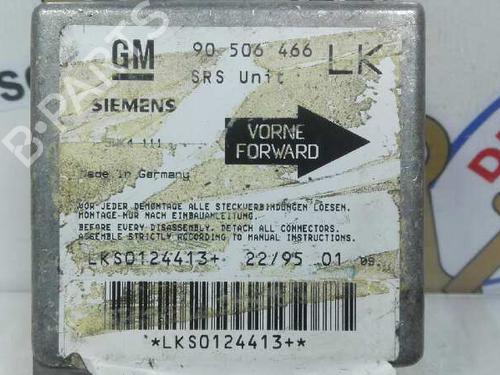 GM 90 506 466 LK
SRS Unit
SIEMENS
VORNE
FORWARD
Made in Germany
VOR JEDER DEMONTAGE ALLE STECKVERBINDUNGEN LOESEN.
MONTAGE NUR NACH EINBAUANLEITUNG.
BEFORE EVERY DISASSEMBLY, DETACH ALL CONNECTORS.
ASSEMBLE STRICTLY ACCORDING TO MANUAL INSTRUCTIONS.
LKS0124413+ 22/95 01
*LKS0124413+*
B-PARTS